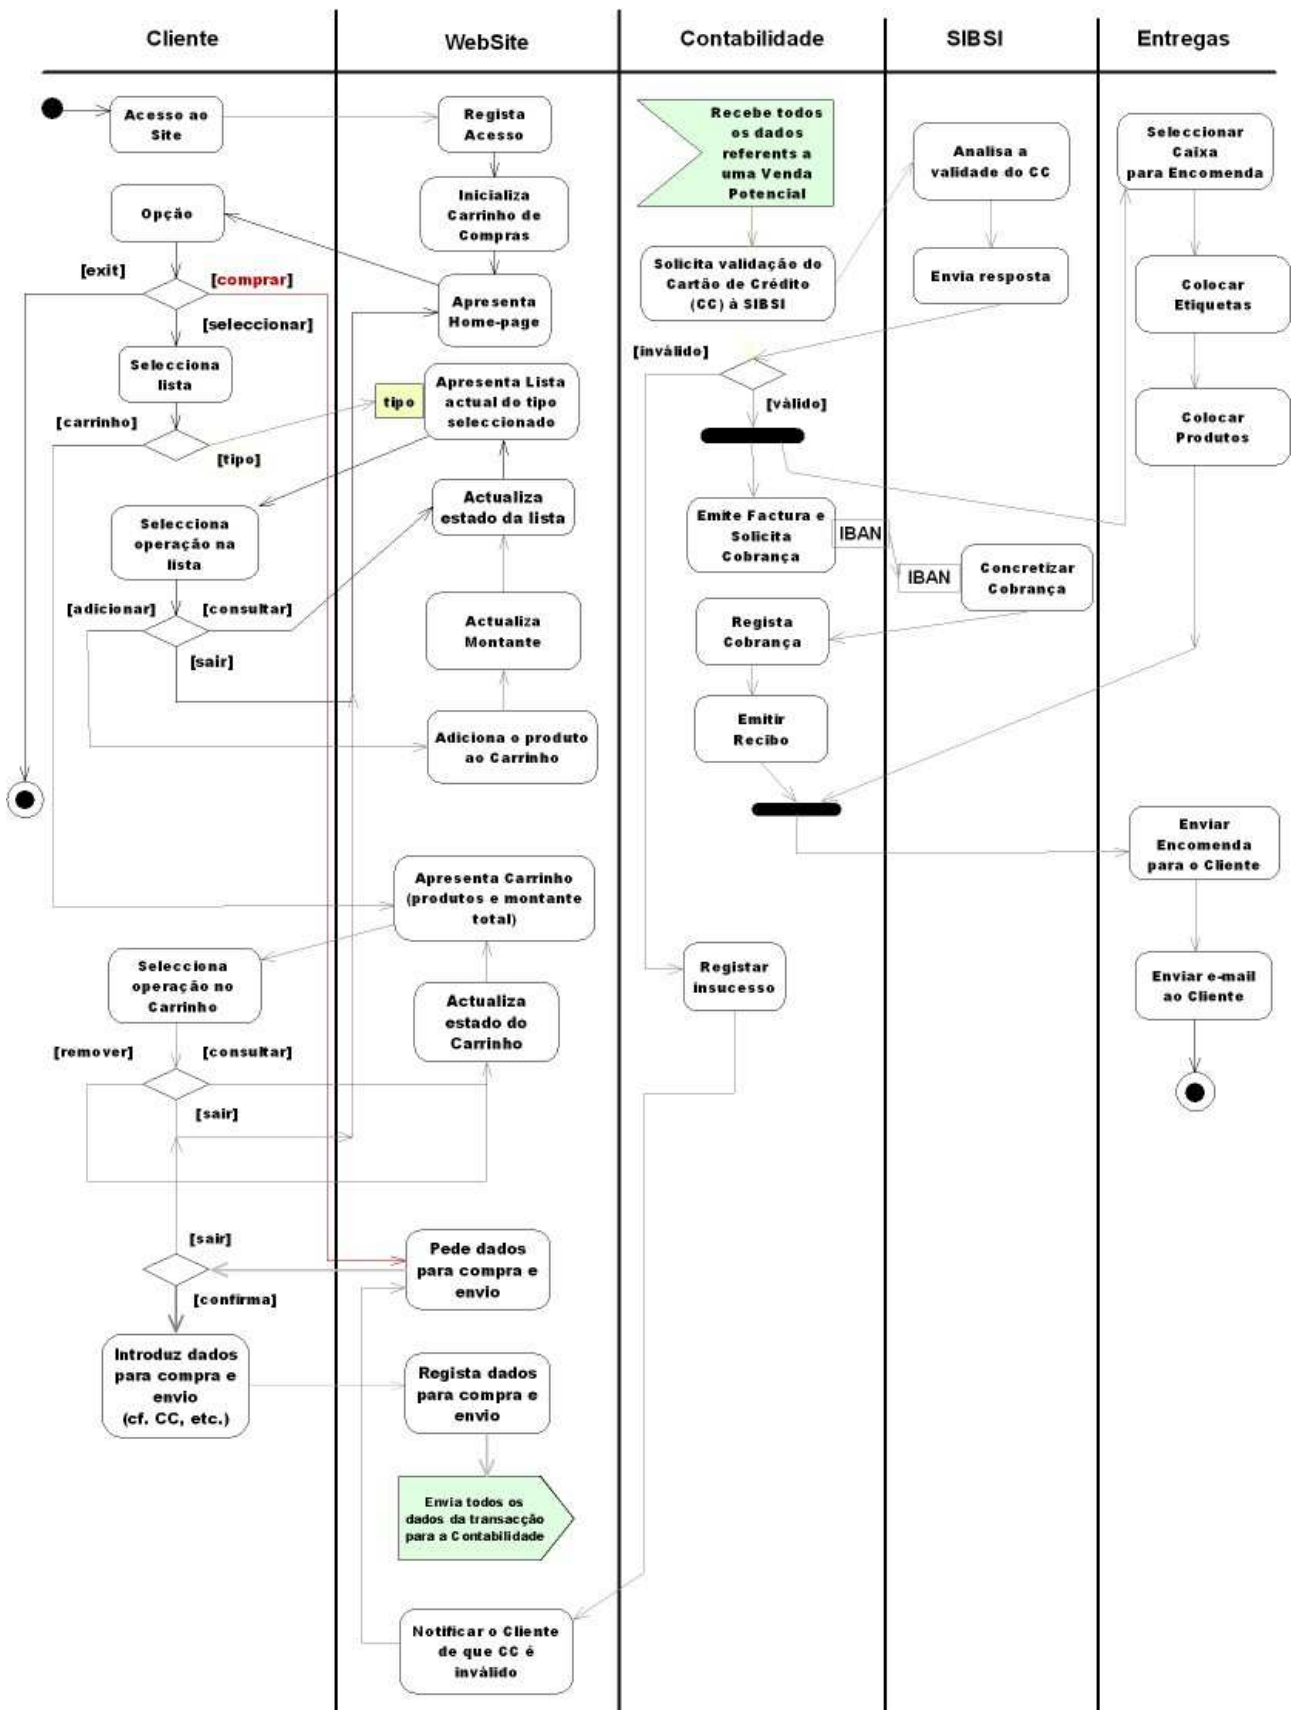 Cliente
WebSite
Contabilidade
SIBSI
Entregas
Acesso ao
Site
Regista
Acesso
Recebe todos
os dados
referents a
uma Venda
Potencial
Analisa a
validade do CC
Seleccionar
Caixa
para Encomenda
Opção
Inicializa
Carrinho de
Compras
[exit]
[comprar]
[seleccionar]
Apresenta
Home-page
Solicita validação do
Cartão de Crédito
(CC) à SIBSI
Envia resposta
Colocar
Etiquetas
Selecciona
lista
[carrinho]
[tipo]
tipo
Apresenta Lista
actual do tipo
seleccionado
[inválido]
[válido]
Colocar
Produtos
Selecciona
operação na
lista
Actualiza
estado da lista
Emite Factura e
Solicita
Cobrança
IBAN
IBAN
Concretizar
Cobrança
[adicionar]
[consultar]
[sair]
Actualiza
Montante
Regista
Cobrança
Adiciona o produto
ao Carrinho
Emitir
Recibo
Enviar
Encomenda
para o Cliente
Apresenta Carrinho
(produtos e montante
total)
Selecciona
operação no
Carrinho
Actualiza
estado do
Carrinho
Registar
insucesso
Enviar e-mail
ao Cliente
[remover]
[consultar]
[sair]
[sair]
[confirma]
Pede dados
para compra e
envio
Introduz dados
para compra e
envio
(cf. CC, etc.)
Regista dados
para compra e
envio
Envia todos os
dados da transacção
para a Contabilidade
Notificar o Cliente
de que CC é
inválido